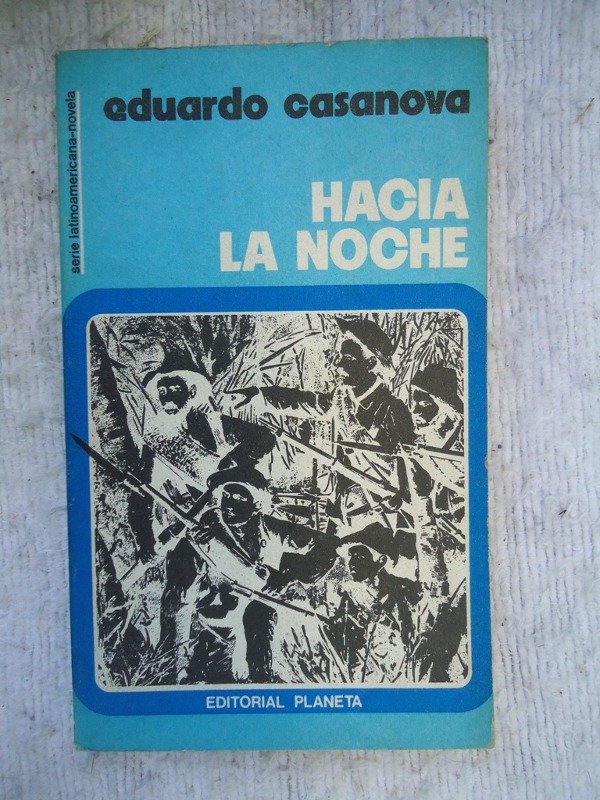 eduardo casanova
serie latinoamericana-novela
HACIA
LA NOCHE
EDITORIAL PLANETA